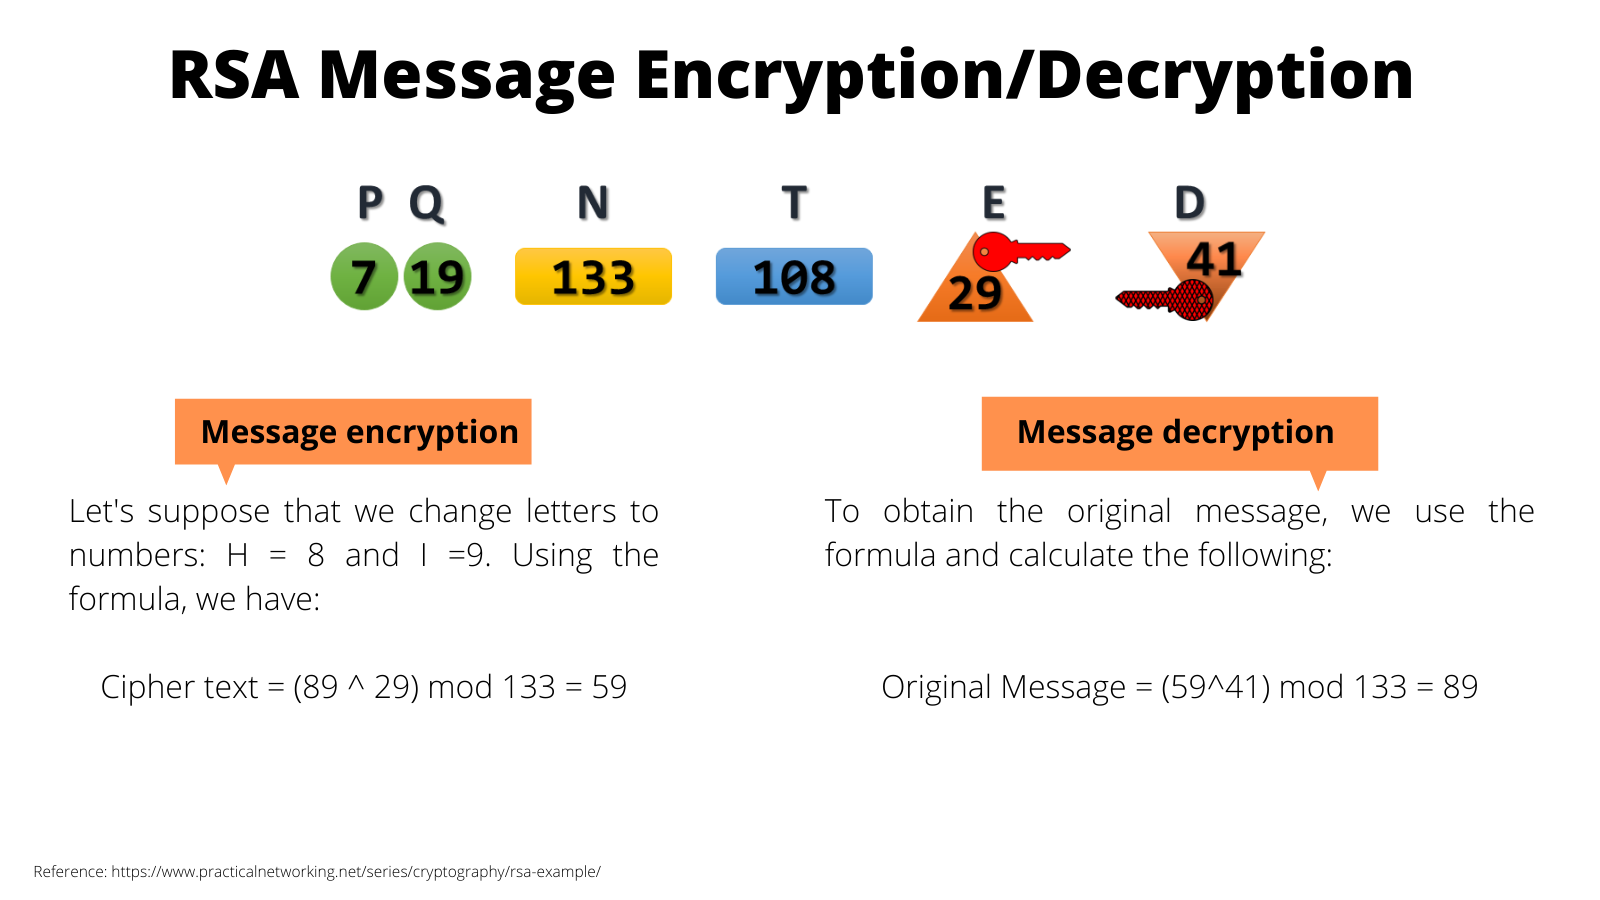 RSA Message Encryption/Decryption
P Q N T E D
7 19 133 108 29 41
Message encryption
Let's suppose that we change letters to
numbers: H = 8 and I =9. Using the
formula, we have:
Cipher text = (89 ^ 29) mod 133 = 59
Message decryption
To obtain the original message, we use the
formula and calculate the following:
Original Message = (59^41) mod 133 = 89
Reference: https://www.practicalnetworking.net/series/cryptography/rsa-example/